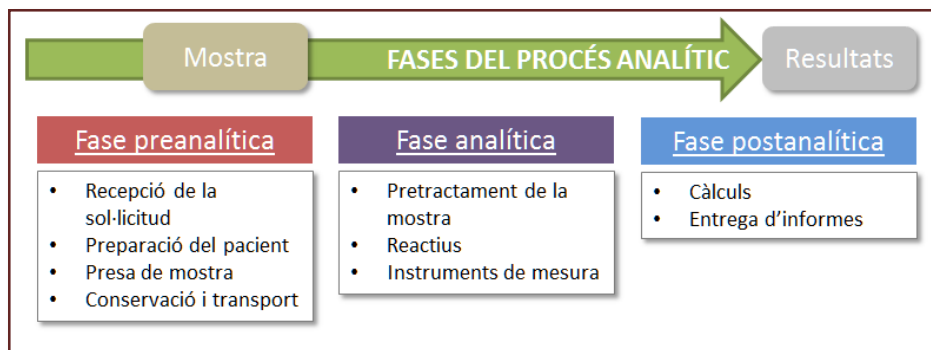 Mostra
FASES DEL PROCÉS ANALÍTIC
Resultats
Fase preanalítica
• Recepció de la
sol·licitud
• Preparació del pacient
• Presa de mostra
• Conservació i transport
Fase analítica
• Pretractament de la
mostra
• Reactius
• Instruments de mesura
Fase postanalítica
• Càlculs
• Entrega d'informes